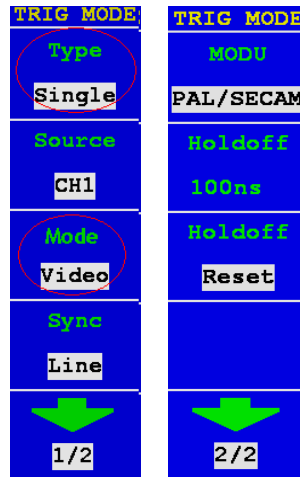 TRIG MODE
Type
Single
Source
CH1
Mode
Video
Sync
Line
1/2
TRIG MODE
MODU
PAL/SECAM
Holdoff
100ns
Holdoff
Reset
2/2